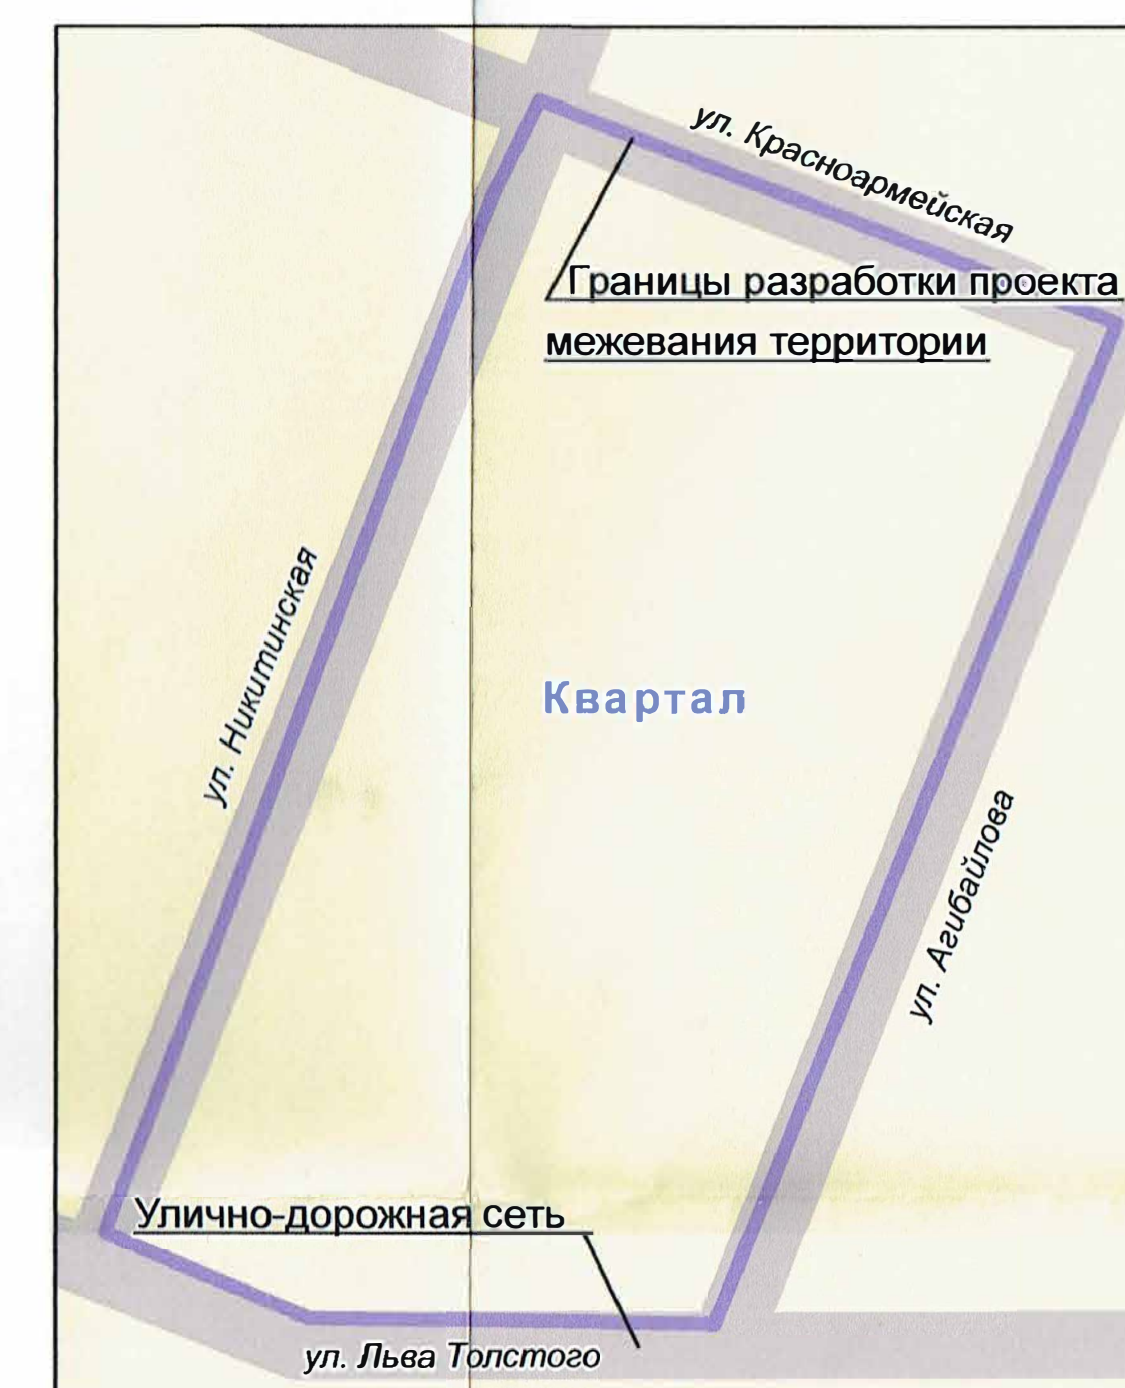 ул. Красноармейская
Границы разработки проекта
межевания территории
ул. Никитинская
Квартал
ул. Агибайлова
Улично-дорожная сеть
ул. Льва Толстого